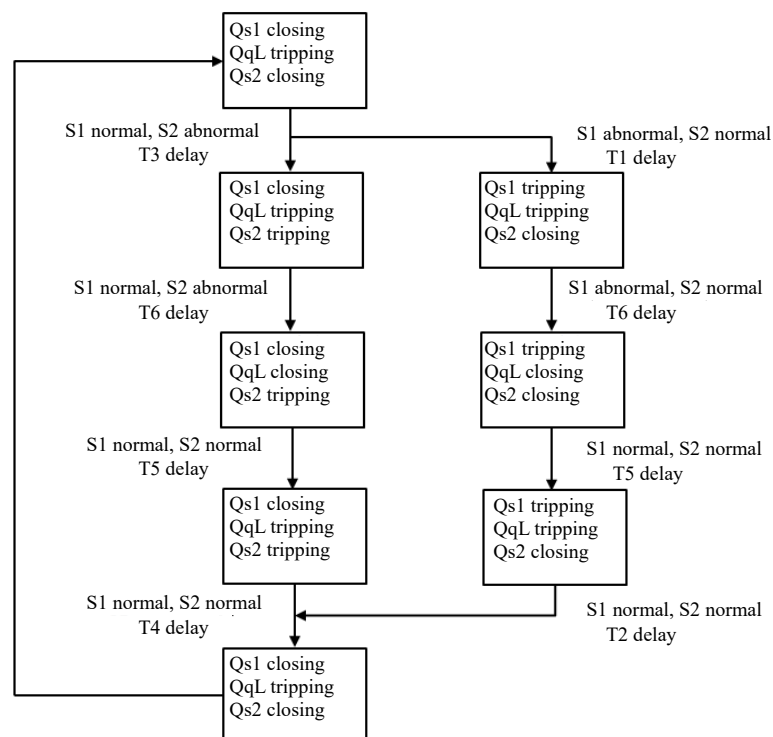 Qs1 closing
QqL tripping
Qs2 closing
S1 normal, S2 abnormal
T3 delay
S1 abnormal, S2 normal
T1 delay
Qs1 closing
QqL tripping
Qs2 tripping
Qs1 tripping
QqL tripping
Qs2 closing
S1 normal, S2 abnormal
T6 delay
S1 abnormal, S2 normal
T6 delay
Qs1 closing
QqL closing
Qs2 tripping
Qs1 tripping
QqL closing
Qs2 closing
S1 normal, S2 normal
T5 delay
S1 normal, S2 normal
T5 delay
Qs1 closing
QqL tripping
Qs2 tripping
Qs1 tripping
QqL tripping
Qs2 closing
S1 normal, S2 normal
T4 delay
S1 normal, S2 normal
T2 delay
Qs1 closing
QqL tripping
Qs2 closing